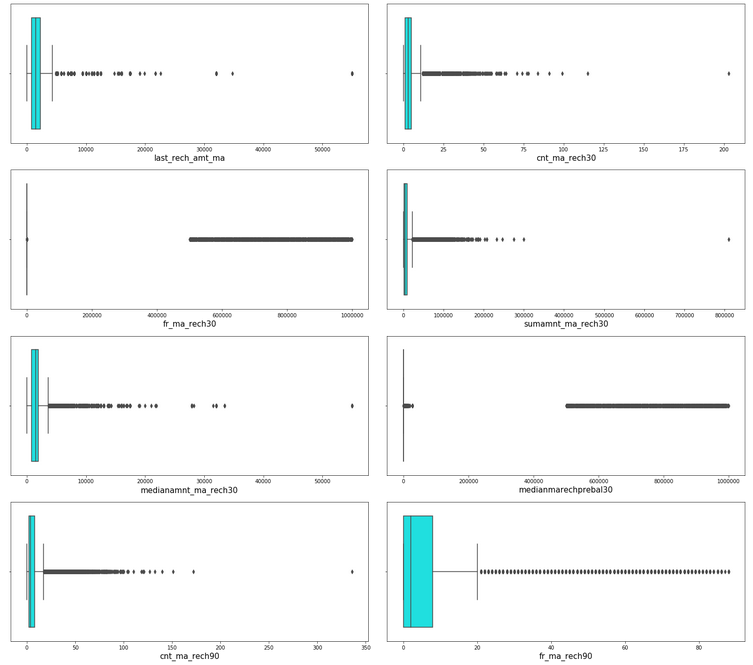 0 10000 20000 30000 40000 50000
last_rech_amt_ma
0 25 50 75 100 125 150 175 200
cnt_ma_rech30
0 200000 400000 600000 800000 1000000
fr_ma_rech30
0 100000 200000 300000 400000 500000 600000 700000 800000
sumamnt_ma_rech30
0 10000 20000 30000 40000 50000
medianamnt_ma_rech30
0 200000 400000 600000 800000 1000000
medianmarechprebal30
0 50 100 150 200 250 300 350
cnt_ma_rech90
0 20 40 60 80
fr_ma_rech90